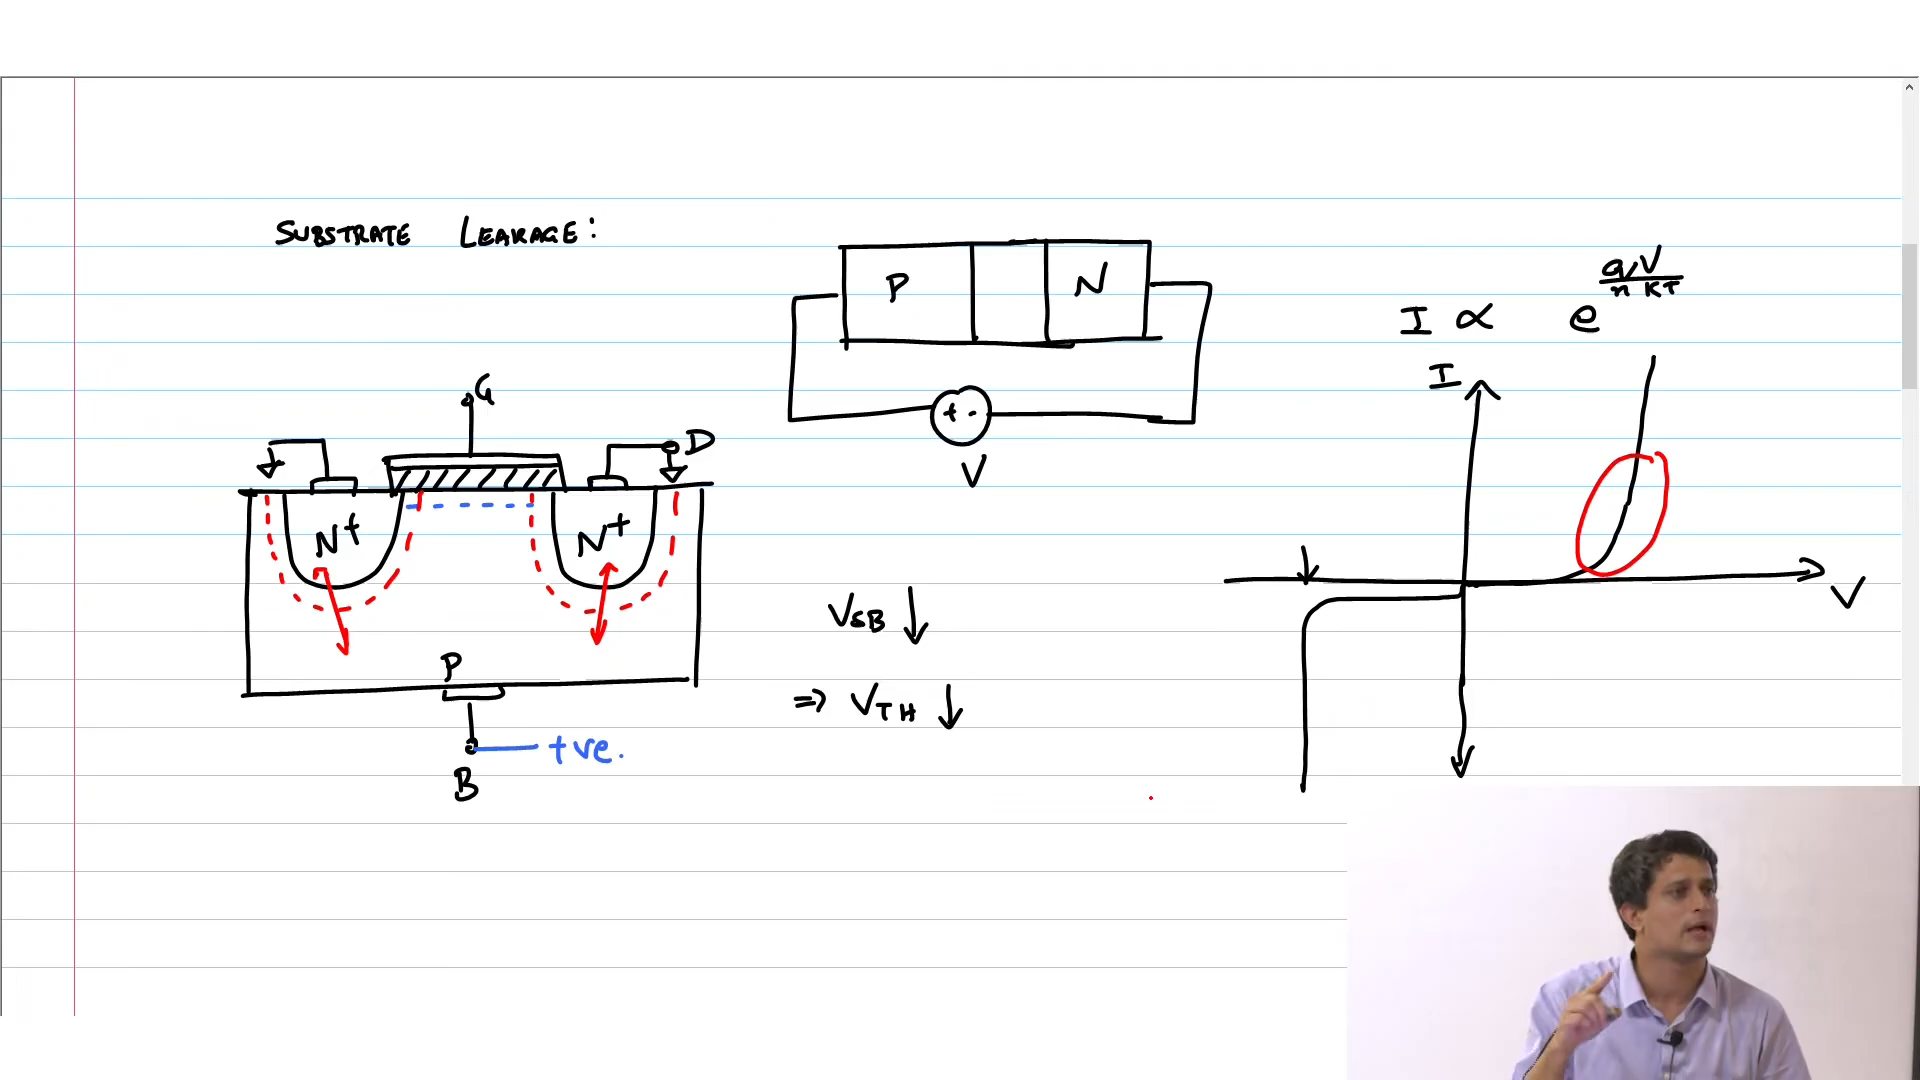 SUBSTRATE LEAKAGE:
P N
+ -
V
I ∝ e^(qV/nKT)
I
V
G
D
N+ N+
P
B
+ve.
VSB ↓
⇒ VTH ↓